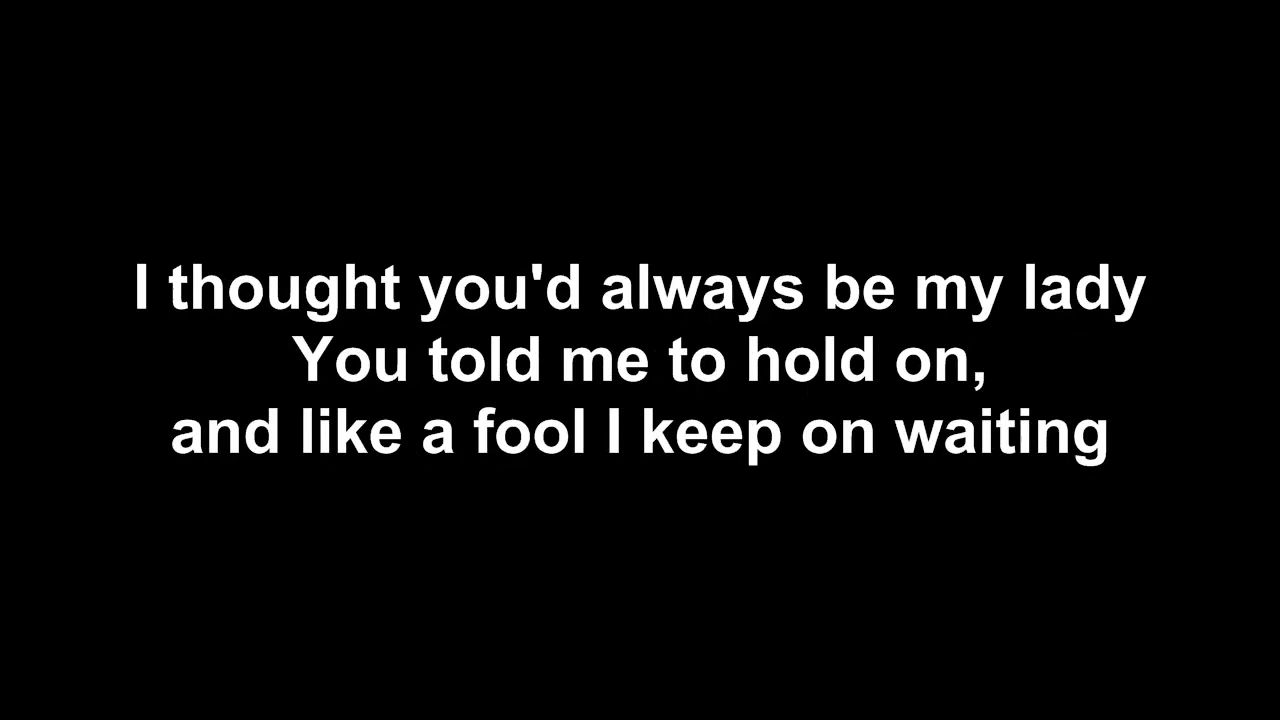 I thought you'd always be my lady
You told me to hold on,
and like a fool I keep on waiting